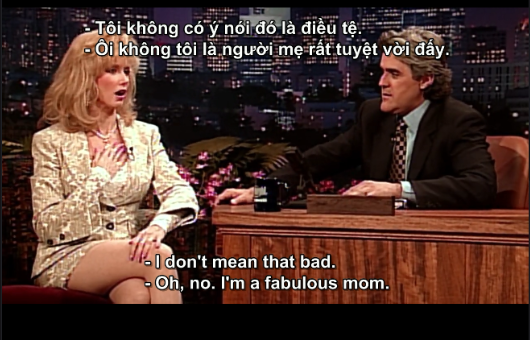 - Tôi không có ý nói đó là điều tệ.
- Ôi không tôi là người mẹ rất tuyệt vời đấy.
- I don't mean that bad.
- Oh, no. I'm a fabulous mom.